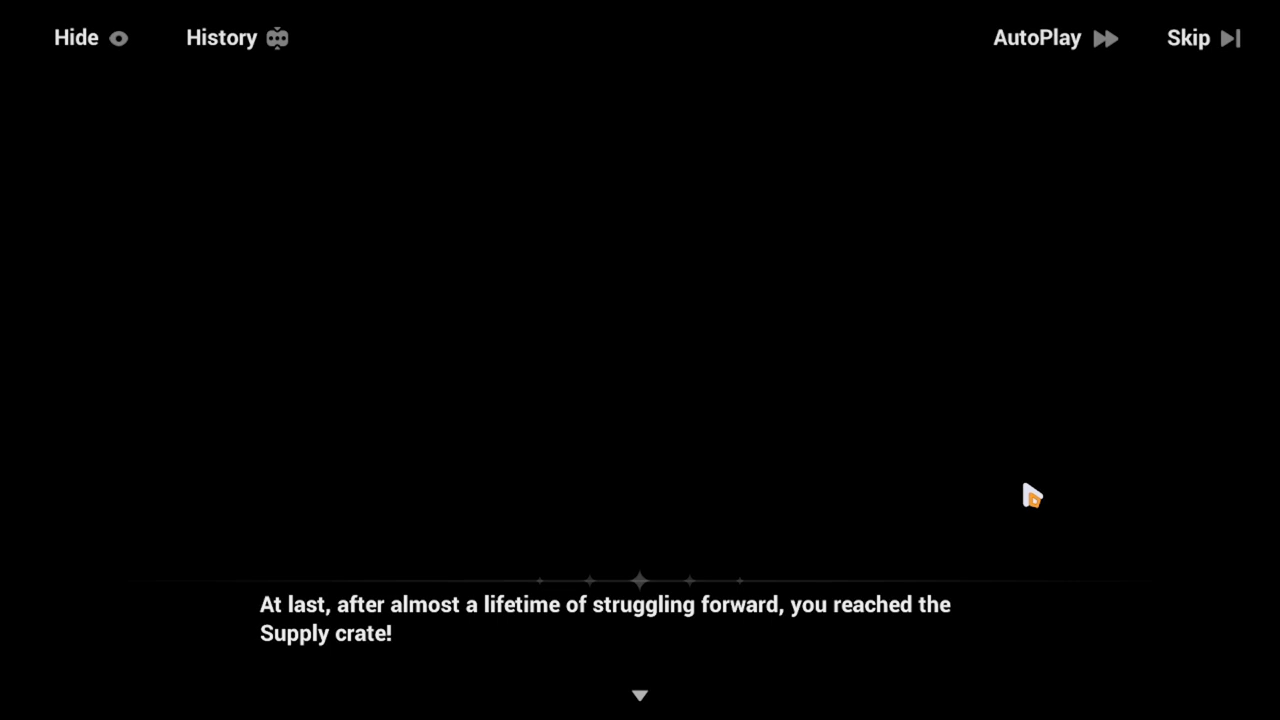 Hide
History
AutoPlay
Skip
At last, after almost a lifetime of struggling forward, you reached the
Supply crate!